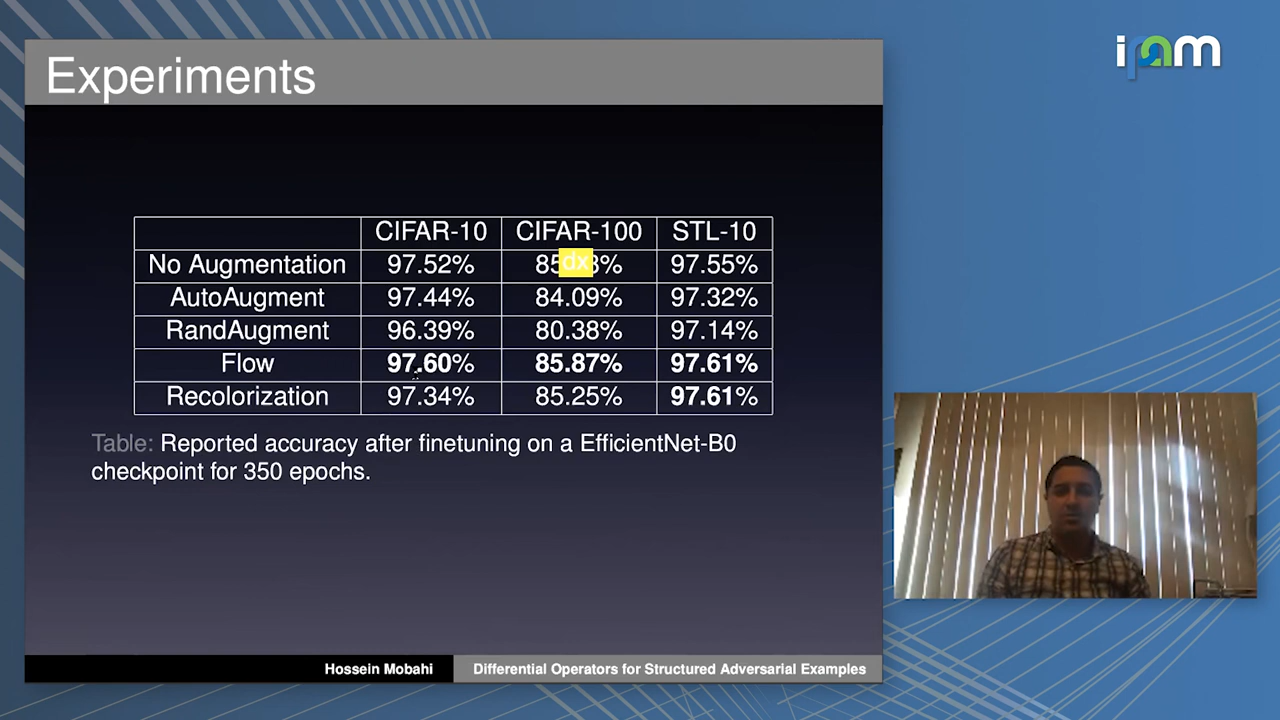 ipam
Experiments
CIFAR-10 CIFAR-100 STL-10
No Augmentation 97.52% 97.55%
dx
AutoAugment 97.44% 84.09% 97.32%
RandAugment 96.39% 80.38% 97.14%
Flow 97.60% 85.87% 97.61%
Recolorization 97.34% 85.25% 97.61%
Table: Reported accuracy after finetuning on a EfficientNet-B0
checkpoint for 350 epochs.
Hossein Mobahi Differential Operators for Structured Adversarial Examples